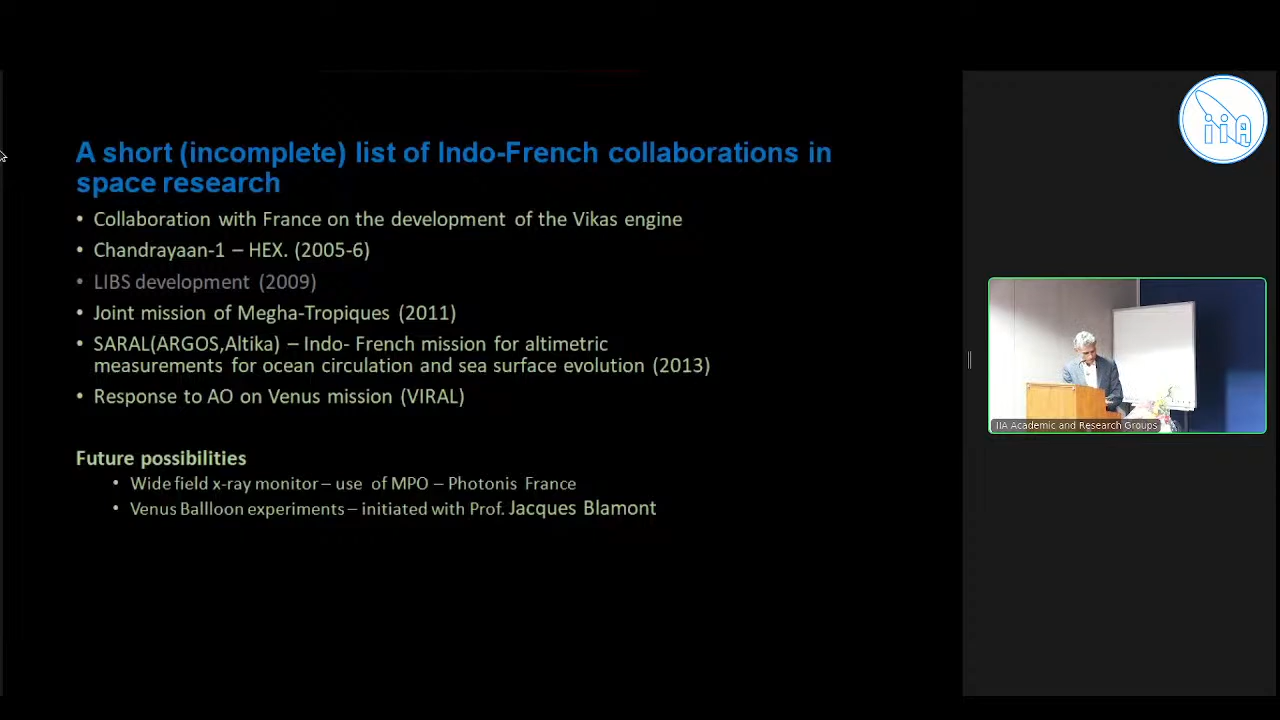 A short (incomplete) list of Indo-French collaborations in
space research
• Collaboration with France on the development of the Vikas engine
• Chandrayaan-1 – HEX. (2005-6)
• LIBS development (2009)
• Joint mission of Megha-Tropiques (2011)
• SARAL(ARGOS,Altika) – Indo- French mission for altimetric
measurements for ocean circulation and sea surface evolution (2013)
• Response to AO on Venus mission (VIRAL)
Future possibilities
• Wide field x-ray monitor – use of MPO – Photonis France
• Venus Ballloon experiments – initiated with Prof. Jacques Blamont
iiA
IIA Academic and Research Groups